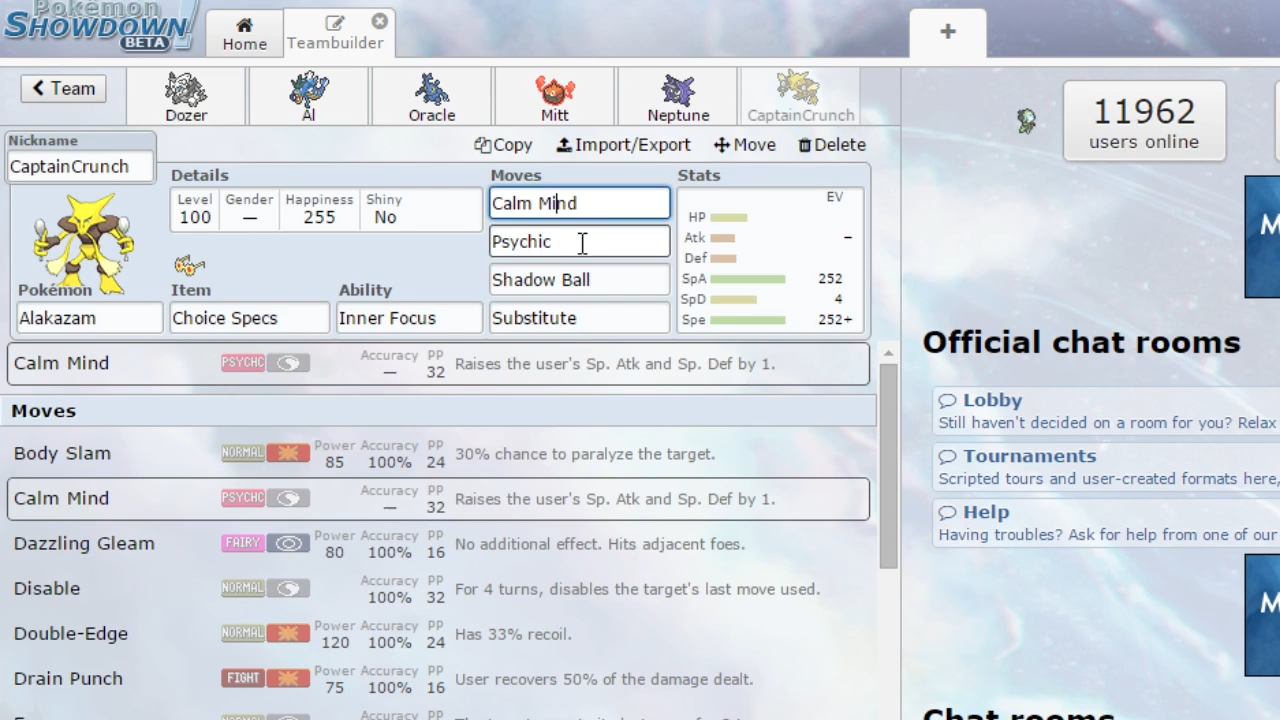 Pokémon
SHOWDOWN
BETA
Home
Teambuilder
+
Team
Dozer
Al
Oracle
Mitt
Neptune
CaptainCrunch
11962
users online
Nickname
CaptainCrunch
Copy
Import/Export
Move
Delete
Details
Moves
Stats
Level
100
Gender
—
Happiness
255
Shiny
No
Calm Mind
Psychic
Shadow Ball
Substitute
EV
HP
Atk –
Def
SpA 252
SpD 4
Spe 252+
Pokémon
Alakazam
Item
Choice Specs
Ability
Inner Focus
Calm Mind PSYCHC Accuracy — PP 32 Raises the user's Sp. Atk and Sp. Def by 1.
Moves
Body Slam NORMAL Power 85 Accuracy 100% PP 24 30% chance to paralyze the target.
Calm Mind PSYCHC Accuracy — PP 32 Raises the user's Sp. Atk and Sp. Def by 1.
Dazzling Gleam FAIRY Power 80 Accuracy 100% PP 16 No additional effect. Hits adjacent foes.
Disable NORMAL Accuracy 100% PP 32 For 4 turns, disables the target's last move used.
Double-Edge NORMAL Power 120 Accuracy 100% PP 24 Has 33% recoil.
Drain Punch FIGHT Power 75 Accuracy 100% PP 16 User recovers 50% of the damage dealt.
Accuracy PP
M
Official chat rooms
Lobby
Still haven't decided on a room for you? Relax
Tournaments
Scripted tours and user-created formats here,
Help
Having troubles? Ask for help from one of our
M
Chat rooms